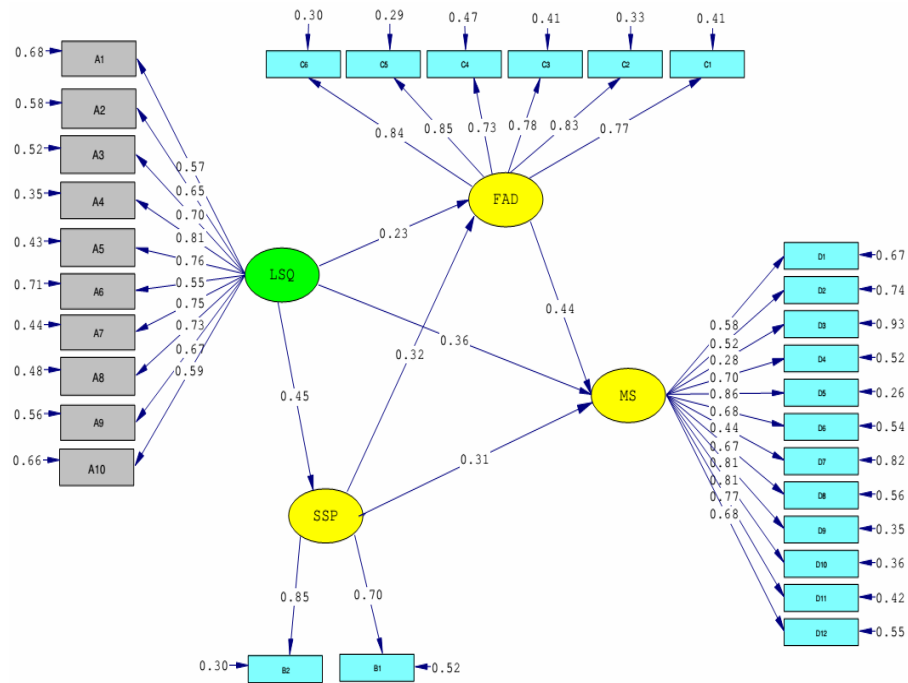 0.30 0.29 0.47 0.41 0.33 0.41
C6 C5 C4 C3 C2 C1
0.84 0.85 0.73 0.78 0.83 0.77
FAD
0.68 A1
0.58 A2
0.52 A3
0.35 A4
0.43 A5
0.71 A6
0.44 A7
0.48 A8
0.56 A9
0.66 A10
0.57
0.65
0.70
0.81
0.76
0.55
0.75
0.73
0.67
0.59
LSQ
0.23
0.36
0.44
0.32
0.45
0.31
MS
0.58
0.52
0.28
0.70
0.86
0.68
0.44
0.67
0.81
0.81
0.77
0.68
D1 0.67
D2 0.74
D3 0.93
D4 0.52
D5 0.26
D6 0.54
D7 0.82
D8 0.56
D9 0.35
D10 0.36
D11 0.42
D12 0.55
SSP
0.85 0.70
0.30 B2 B1 0.52